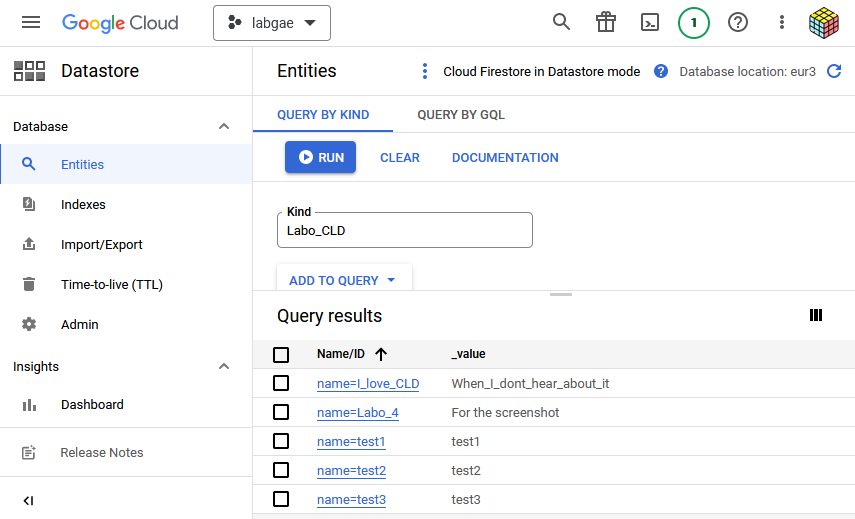 Google Cloud
labgae
1
Datastore
Entities
Cloud Firestore in Datastore mode
Database location: eur3
Database
Entities
Indexes
Import/Export
Time-to-live (TTL)
Admin
Insights
Dashboard
Release Notes
QUERY BY KIND
QUERY BY GQL
RUN
CLEAR
DOCUMENTATION
Kind
Labo_CLD
ADD TO QUERY
Query results
Name/ID _value
name=I_love_CLD When_I_dont_hear_about_it
name=Labo_4 For the screenshot
name=test1 test1
name=test2 test2
name=test3 test3